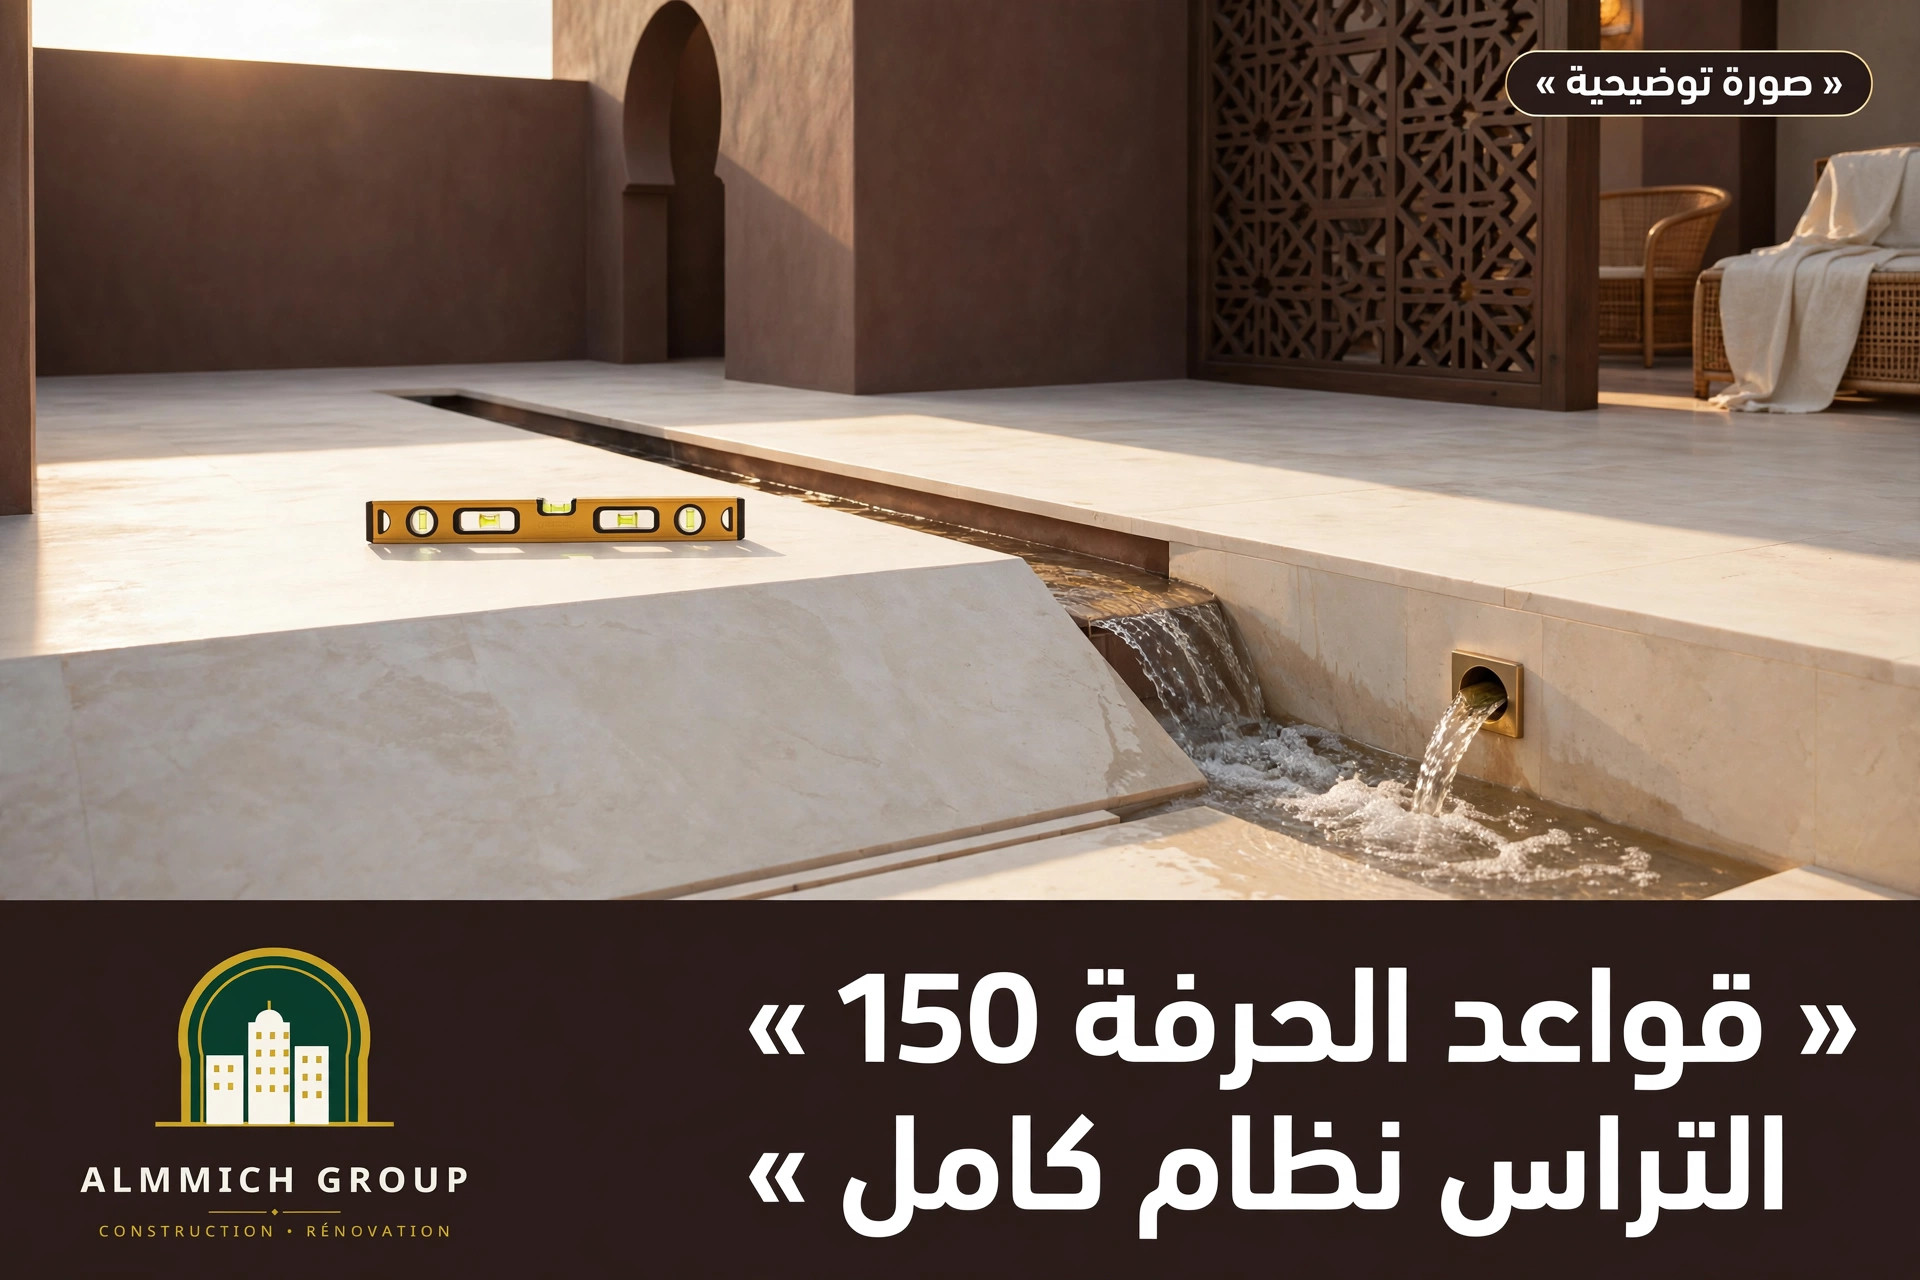 « صورة توضيحية »
« قواعد الحرفة 150 »
التراس نظام كامل »
ALMMICH GROUP
CONSTRUCTION • RÉNOVATION